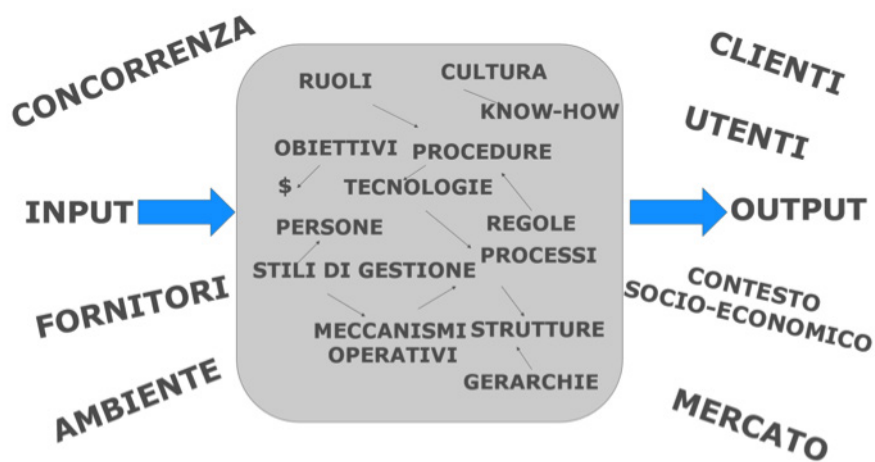 CONCORRENZA
INPUT
FORNITORI
AMBIENTE
RUOLI
CULTURA
KNOW-HOW
OBIETTIVI
PROCEDURE
$
TECNOLOGIE
PERSONE
REGOLE
PROCESSI
STILI DI GESTIONE
MECCANISMI
OPERATIVI
STRUTTURE
GERARCHIE
CLIENTI
UTENTI
OUTPUT
CONTESTO
SOCIO-ECONOMICO
MERCATO